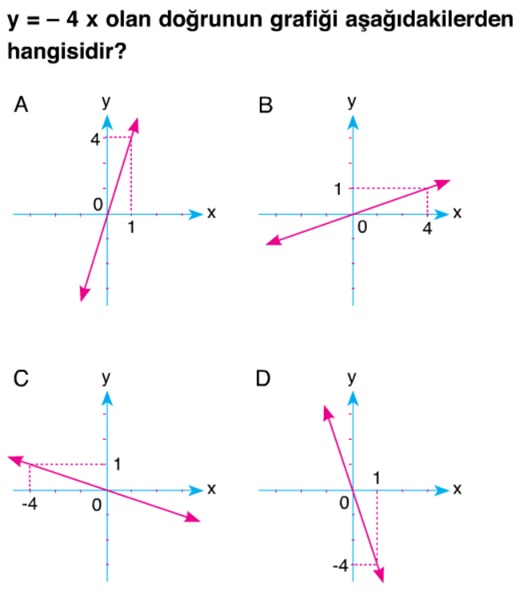 y = – 4 x olan doğrunun grafiği aşağıdakilerden
hangisidir?
A
y
4
0
1
x
B
y
1
0
4
x
C
y
1
-4
0
x
D
y
1
0
x
-4